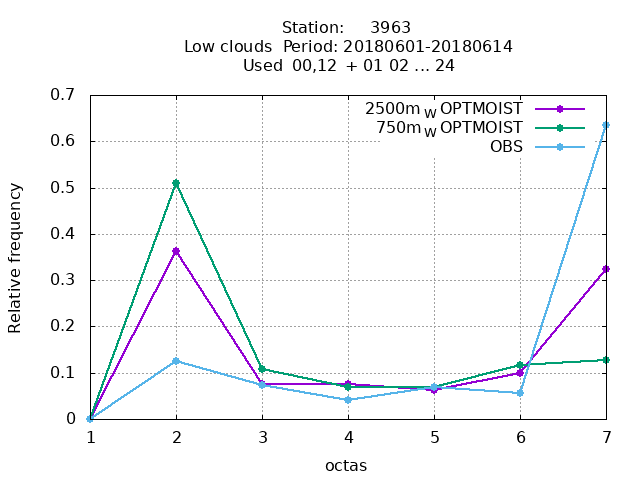 Station: 3963
Low clouds Period: 20180601-20180614
Used 00,12 + 01 02 ... 24
2500m W OPTMOIST
750m W OPTMOIST
OBS
Relative frequency
0.7
0.6
0.5
0.4
0.3
0.2
0.1
0
1 2 3 4 5 6 7
octas